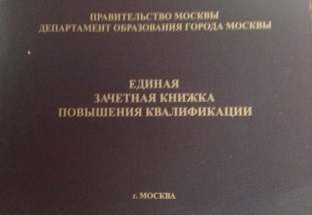 ПРАВИТЕЛЬСТВО МОСКВЫ
ДЕПАРТАМЕНТ ОБРАЗОВАНИЯ ГОРОДА МОСКВЫ
ЕДИНАЯ
ЗАЧЕТНАЯ КНИЖКА
ПОВЫШЕНИЯ КВАЛИФИКАЦИИ
г. МОСКВА